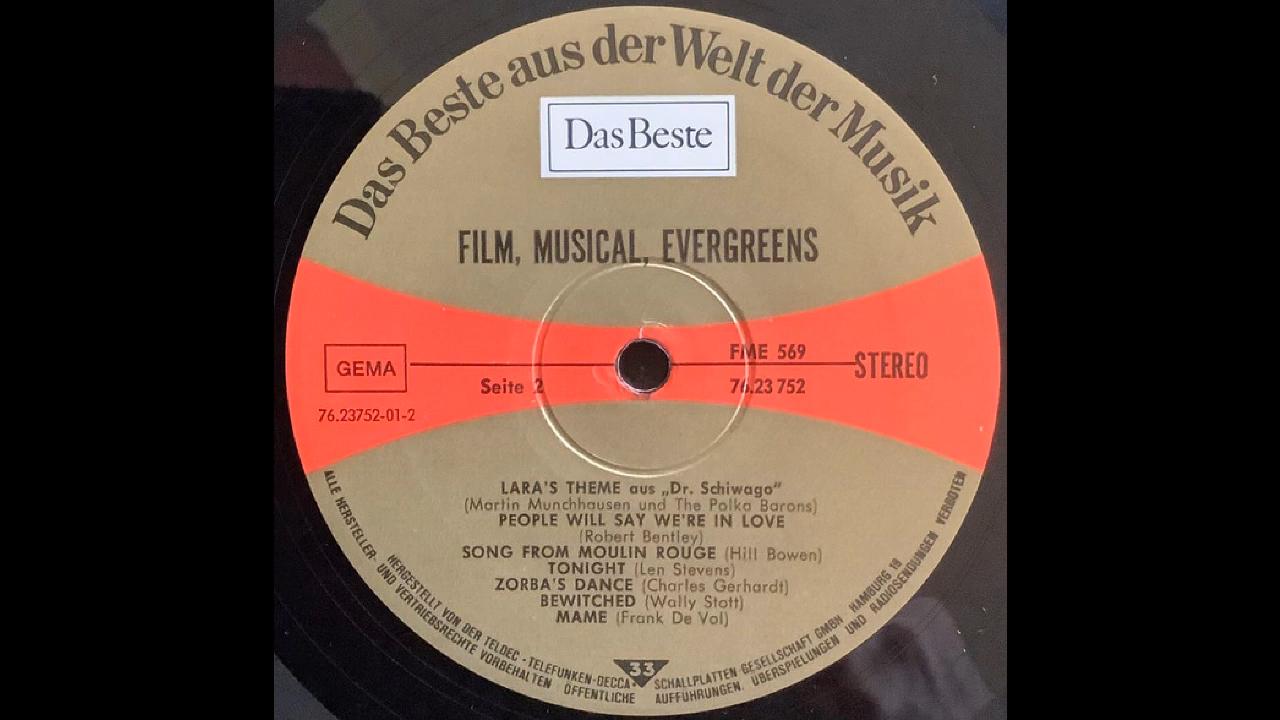 Das Beste aus der Welt der Musik
Das Beste
FILM, MUSICAL, EVERGREENS
GEMA
Seite 2
FME 569
76.23 752
STEREO
76.23752-01-2
LARA'S THEME aus „Dr. Schiwago“
(Martin Munchhausen und The Polka Barons)
PEOPLE WILL SAY WE'RE IN LOVE
(Robert Bentley)
SONG FROM MOULIN ROUGE (Hill Bowen)
TONIGHT (Len Stevens)
ZORBA'S DANCE (Charles Gerhardt)
BEWITCHED (Wally Stott)
MAME (Frank De Vol)
33
HERGESTELLT VON DER TELDEC - TELEFUNKEN-DECCA SCHALLPLATTEN-GESELLSCHAFT GMBH HAMBURG 19
ALLE HERSTELLER- UND VERTRIEBSRECHTE VORBEHALTEN ÖFFENTLICHE AUFFÜHRUNGEN, ÜBERSPIELUNGEN UND RADIOSENDUNGEN VERBOTEN